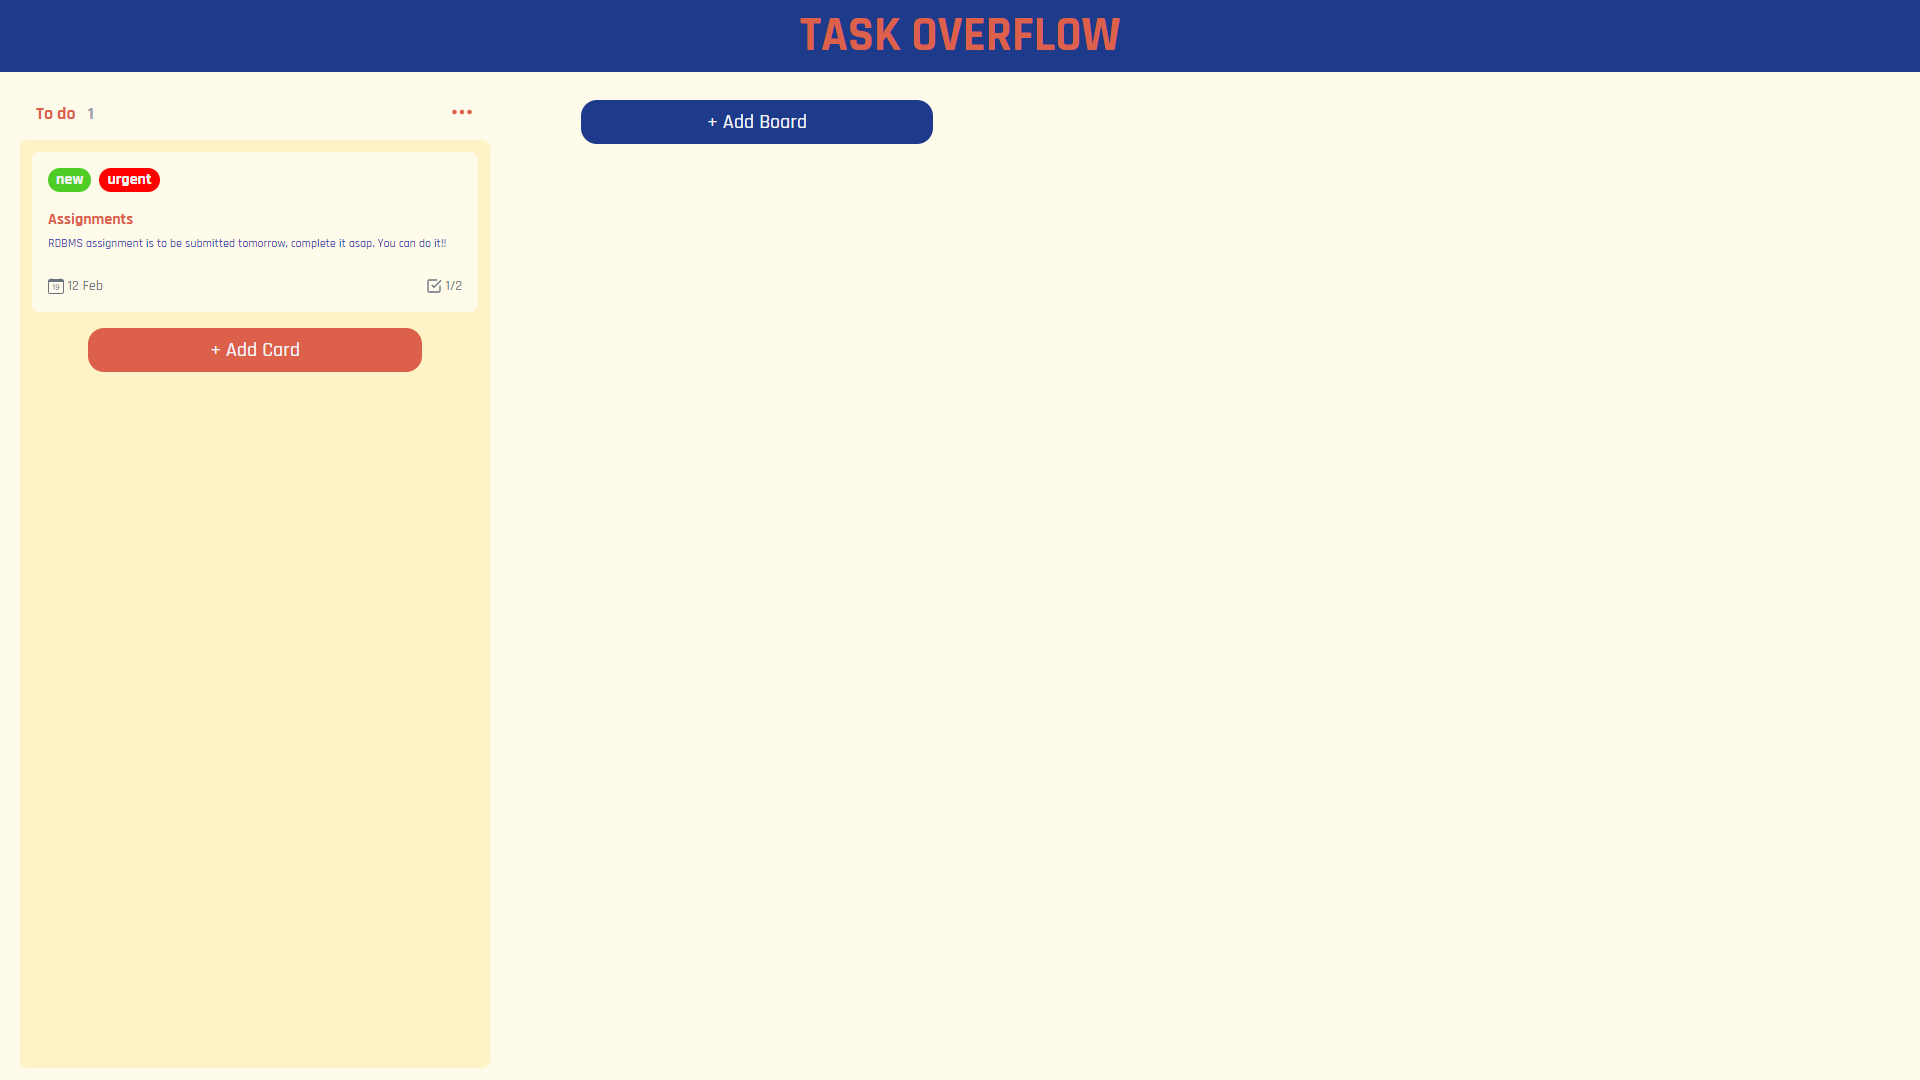 TASK OVERFLOW
To do 1
+ Add Board
new urgent
Assignments
RDBMS assignment is to be submitted tomorrow, complete it asap. You can do it!!
19 12 Feb 1/2
+ Add Card